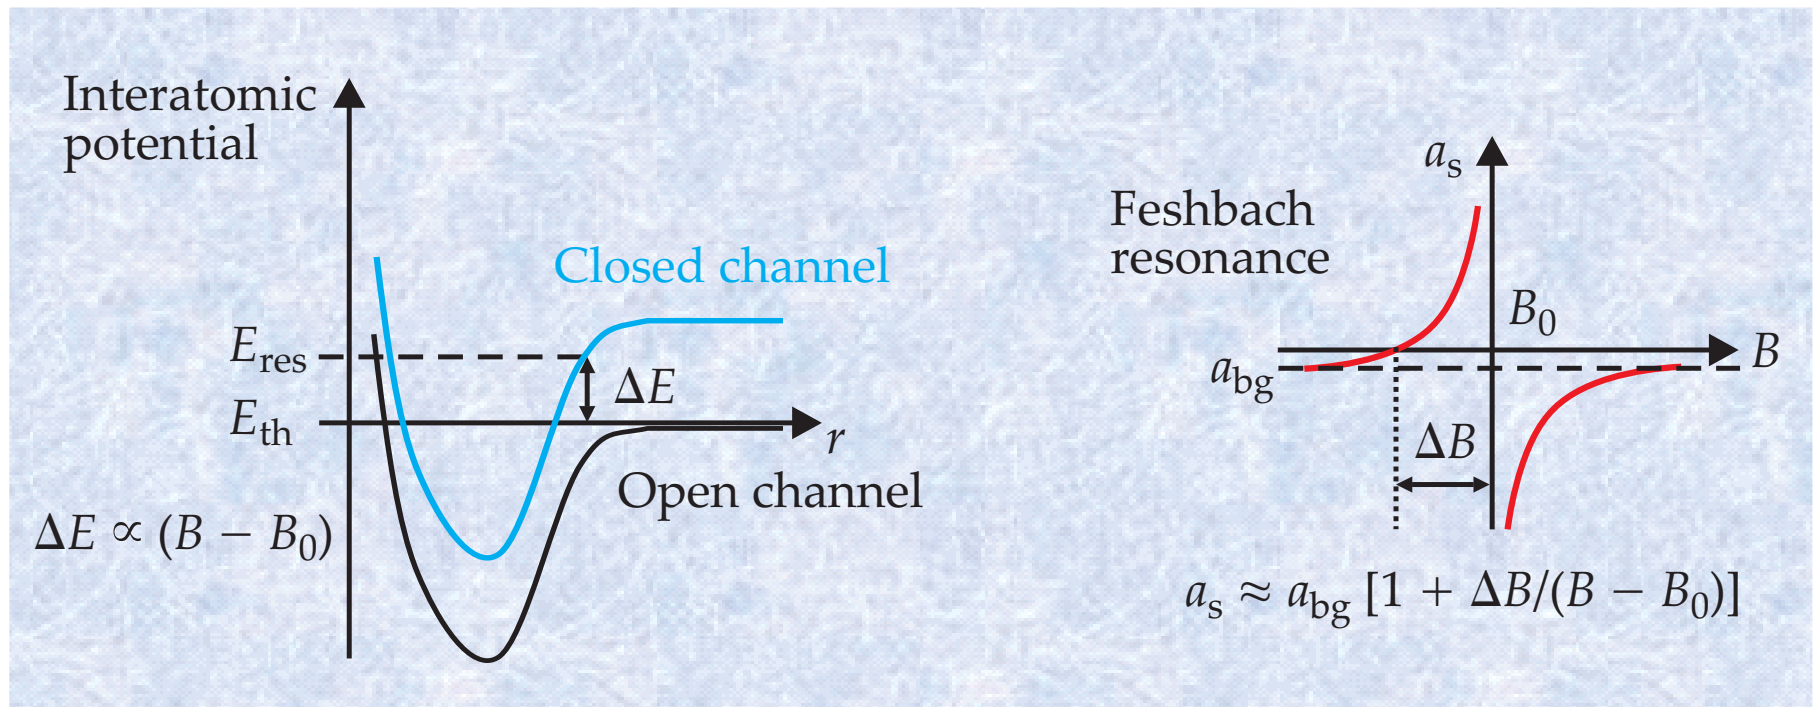 Interatomic
potential
Closed channel
E_res
ΔE
E_th
r
Open channel
ΔE ∝ (B − B_0)
a_s
Feshbach
resonance
B_0
B
a_bg
ΔB
a_s ≈ a_bg [1 + ΔB/(B − B_0)]